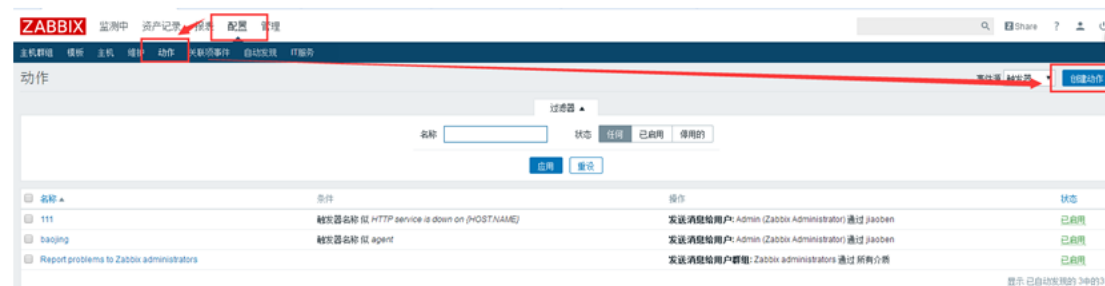 ZABBIX 监测中 资产记录 报表 配置 管理 Share ?
主机群组 模板 主机 维护 动作 关联项事件 自动发现 IT服务
动作 事件源 触发器 创建动作
过滤器 ▲
名称 状态 任何 已启用 停用的
应用 重设
名称 ▲ 条件 操作 状态
111 触发器名称 似 HTTP service is down on {HOST.NAME} 发送消息给用户: Admin (Zabbix Administrator) 通过 jiaoben 已启用
baojing 触发器名称 似 agent 发送消息给用户: Admin (Zabbix Administrator) 通过 jiaoben 已启用
Report problems to Zabbix administrators 发送消息给用户群组: Zabbix administrators 通过 所有介质 已启用
显示 已自动发现的 3中的3